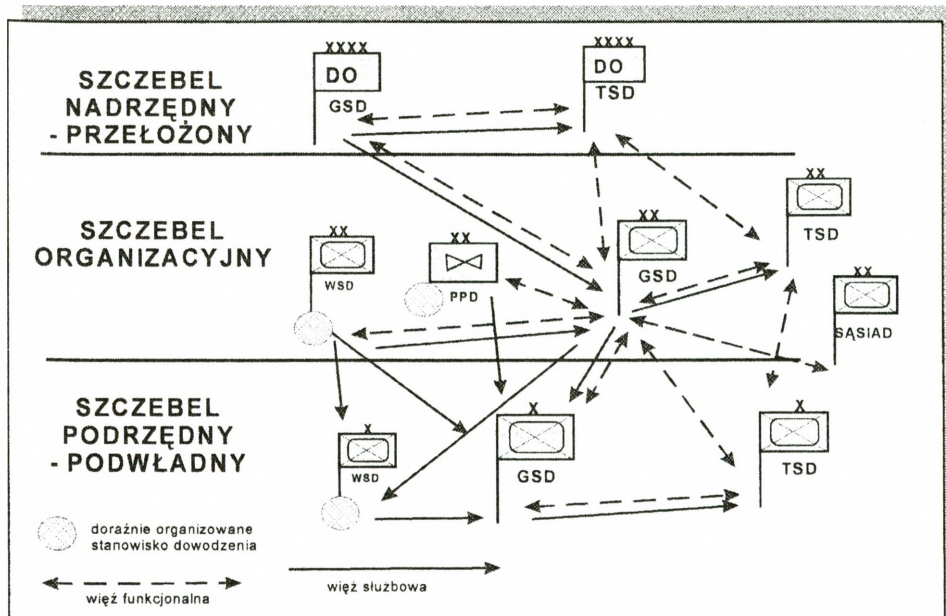 XXXX
DO
GSD
XXXX
DO
TSD
SZCZEBEL
NADRZĘDNY
- PRZEŁOŻONY
SZCZEBEL
ORGANIZACYJNY
XX
WSD
XX
PPD
XX
GSD
XX
TSD
XX
SĄSIAD
SZCZEBEL
PODRZĘDNY
- PODWŁADNY
X
WSD
X
GSD
X
TSD
doraźnie organizowane
stanowisko dowodzenia
więź funkcjonalna
więź służbowa